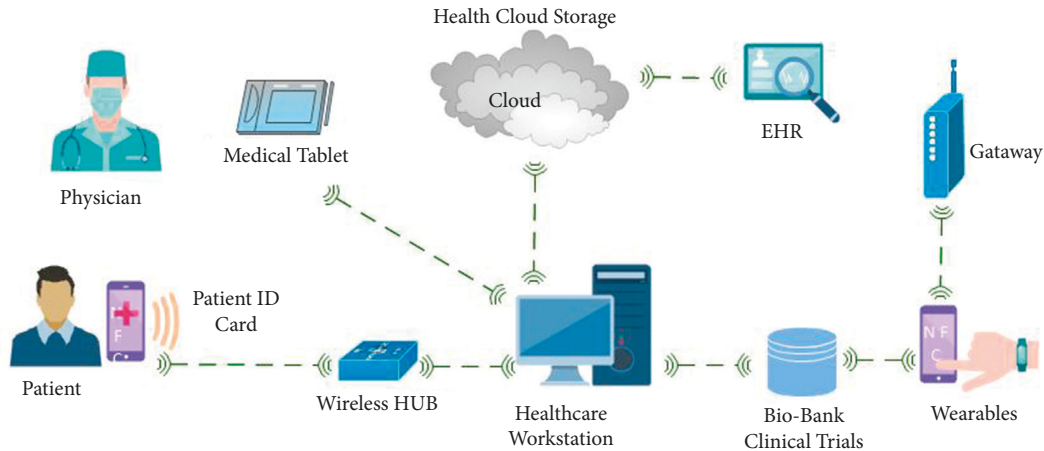 Health Cloud Storage
Cloud
EHR
Gataway
Medical Tablet
Physician
Patient ID
Card
F
C
Patient
Wireless HUB
Healthcare
Workstation
Bio-Bank
Clinical Trials
N F
C
Wearables